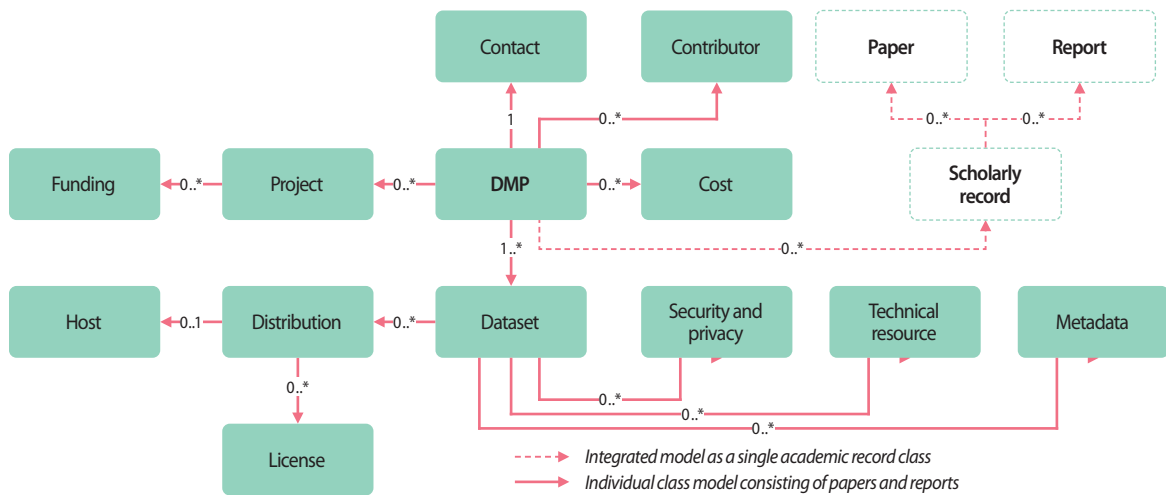 Contact
Contributor
Paper
Report
1
0..*
0..*
0..*
Funding
0..*
Project
0..*
DMP
0..*
Cost
Scholarly
record
1..*
0..*
Host
0..1
Distribution
0..*
Dataset
Security and
privacy
Technical
resource
Metadata
0..*
0..*
0..*
0..*
License
Integrated model as a single academic record class
Individual class model consisting of papers and reports